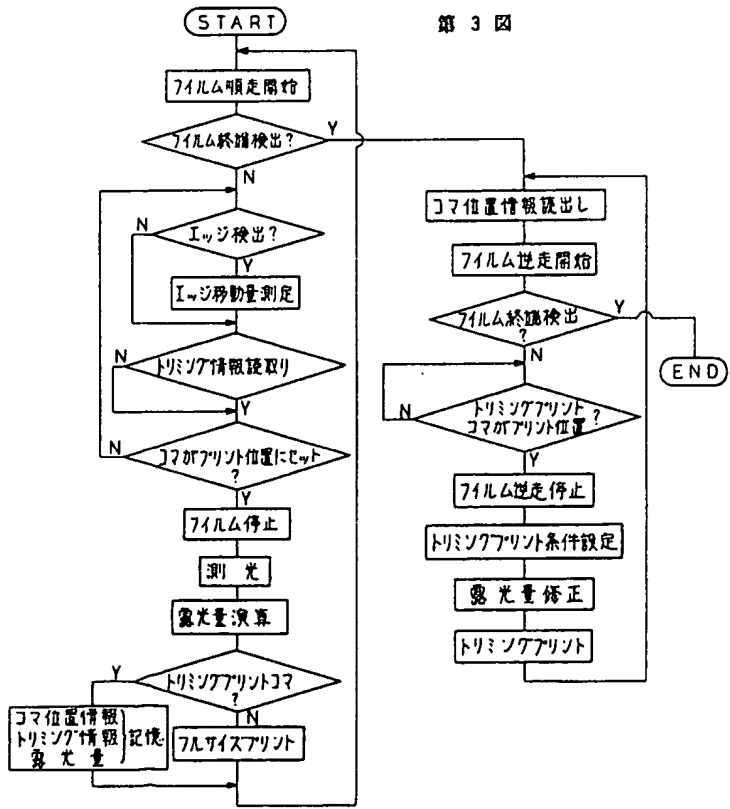 第 3 図
START
フイルム順走開始
フイルム終端検出?
Y
N
エッジ検出?
N
Y
エッジ移動量測定
トリミング情報読取り
N
Y
コマがプリント位置にセット
?
N
Y
フイルム停止
測 光
露光量演算
トリミングプリントコマ
?
Y
N
コマ位置情報
トリミング情報
露 光 量
記憶
フルサイズプリント
コマ位置情報読出し
フイルム逆走開始
フイルム終端検出
?
Y
N
END
トリミングプリント
コマがプリント位置?
N
Y
フイルム逆走停止
トリミングプリント条件設定
露光量修正
トリミングプリント